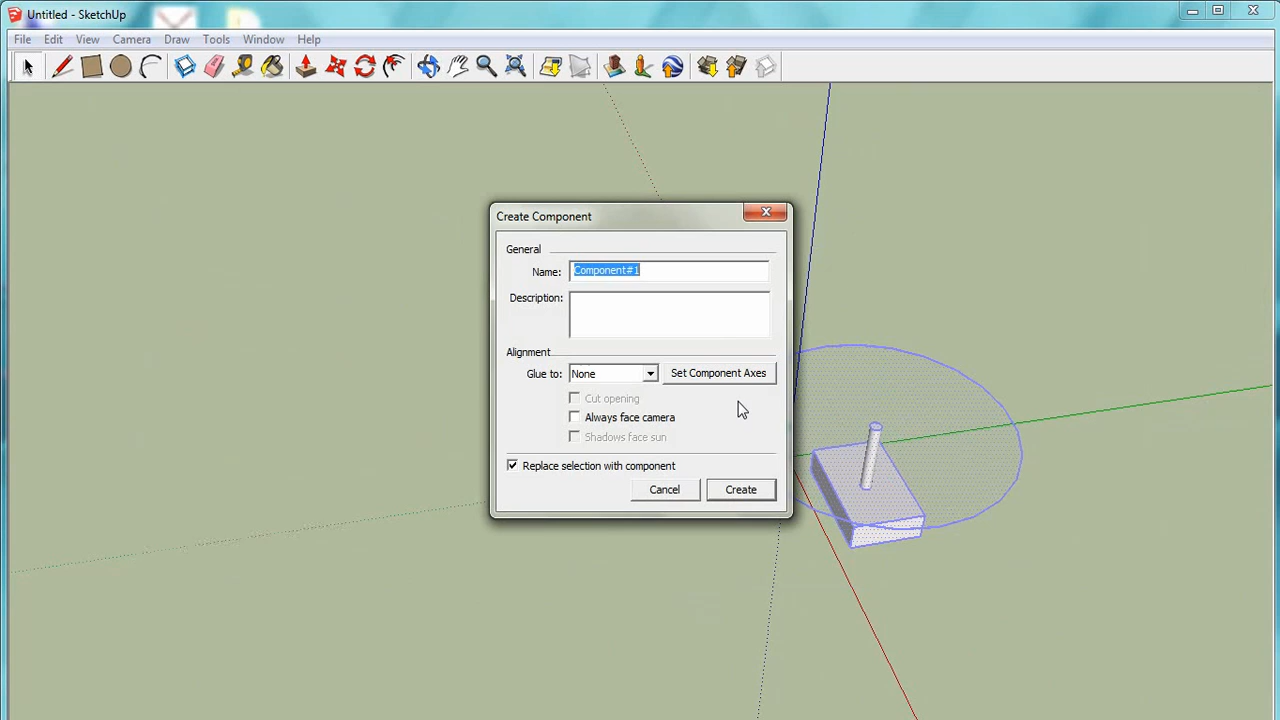 Untitled - SketchUp
File Edit View Camera Draw Tools Window Help
Create Component
General
Name: Component#1
Description:
Alignment
Glue to: None Set Component Axes
Cut opening
Always face camera
Shadows face sun
Replace selection with component
Cancel Create